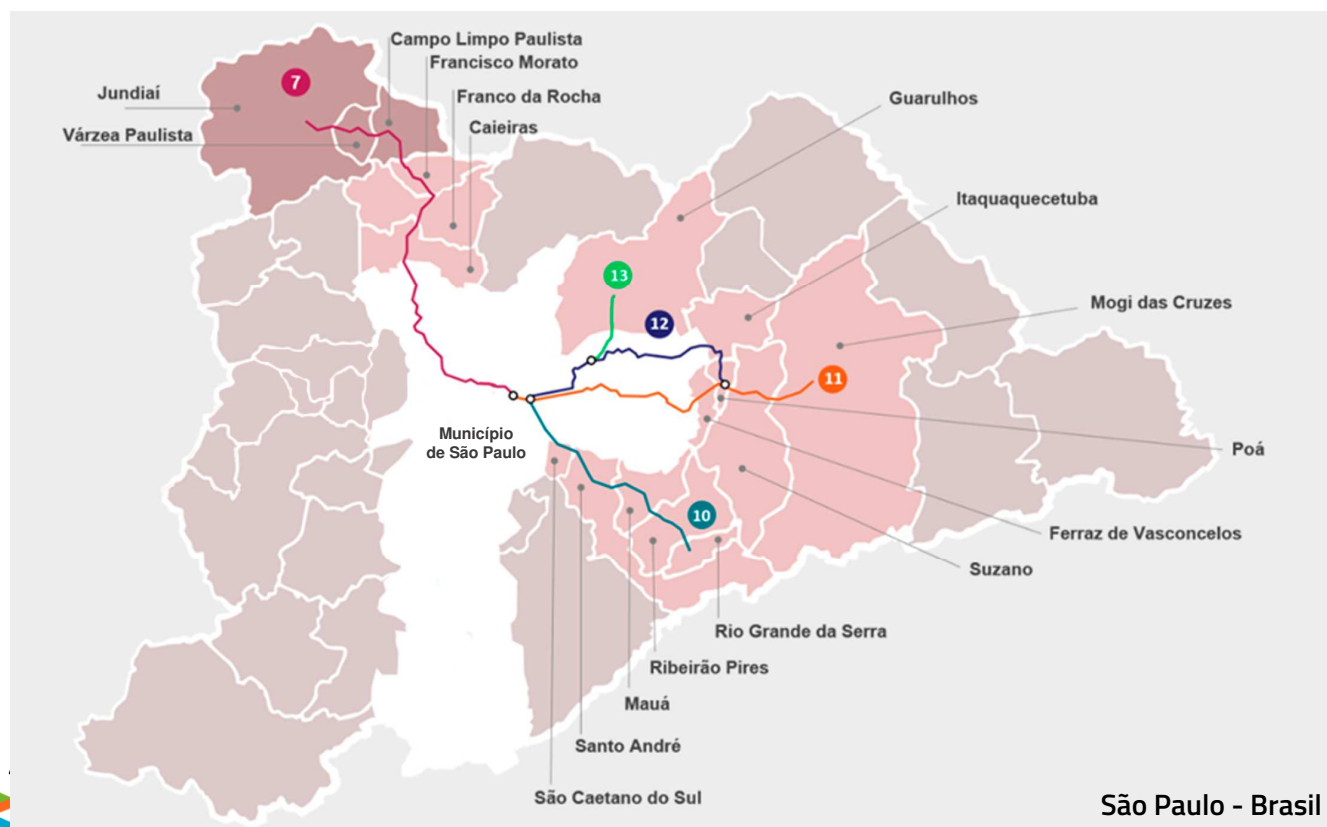 Campo Limpo Paulista
Francisco Morato
7
Jundiaí
Franco da Rocha
Guarulhos
Caieiras
Várzea Paulista
Itaquaquecetuba
13
Mogi das Cruzes
12
11
Município
de São Paulo
Poá
10
Ferraz de Vasconcelos
Suzano
Rio Grande da Serra
Ribeirão Pires
Mauá
Santo André
São Caetano do Sul
São Paulo - Brasil